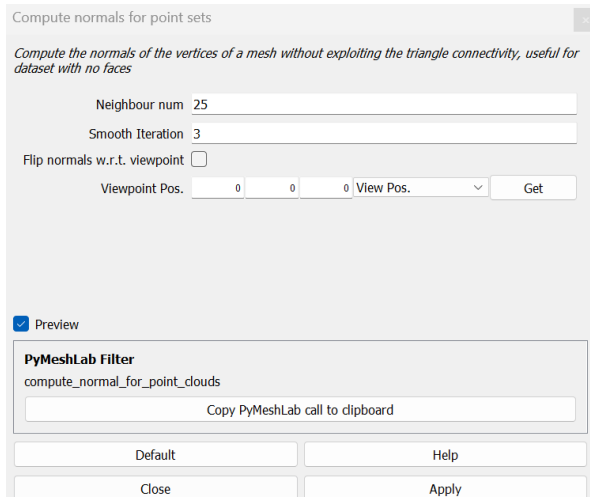 Compute normals for point sets
Compute the normals of the vertices of a mesh without exploiting the triangle connectivity, useful for
dataset with no faces
Neighbour num 25
Smooth Iteration 3
Flip normals w.r.t. viewpoint
Viewpoint Pos. 0 0 0 View Pos. Get
Preview
PyMeshLab Filter
compute_normal_for_point_clouds
Copy PyMeshLab call to clipboard
Default Help
Close Apply